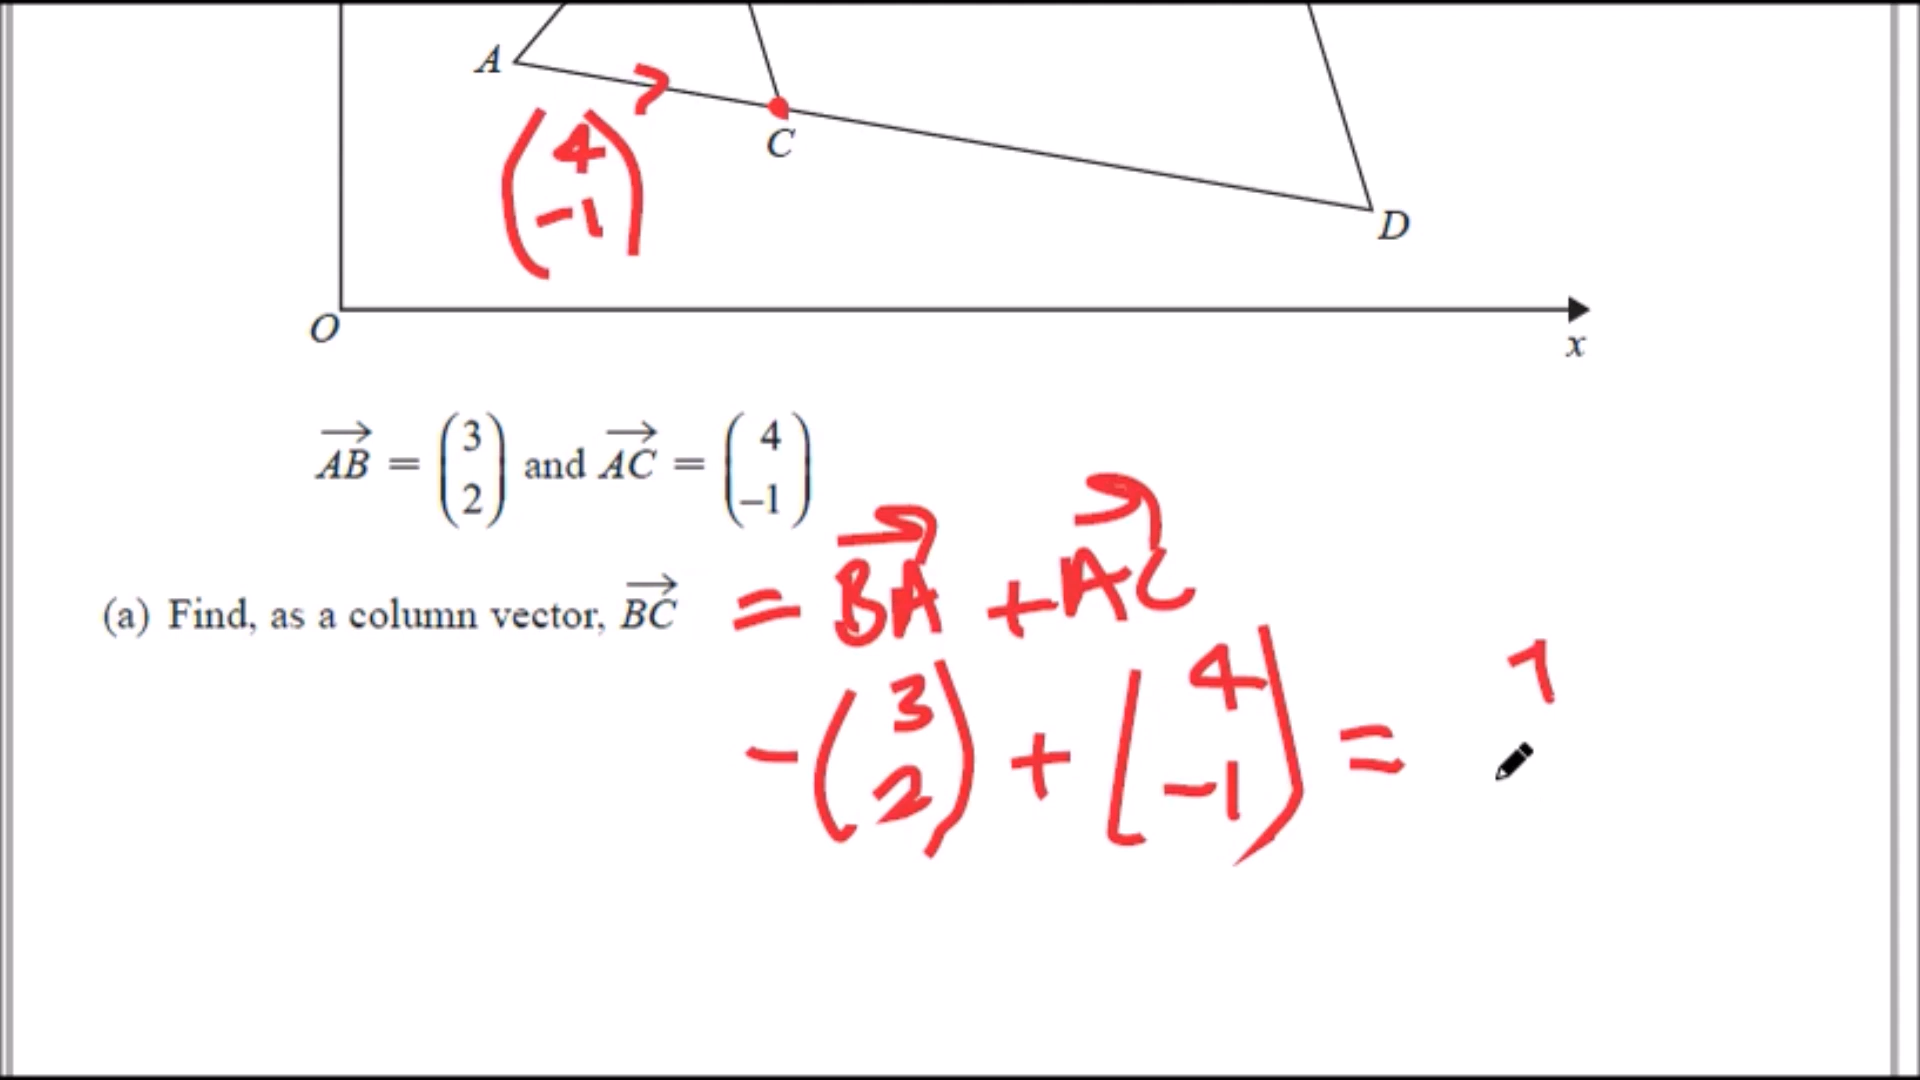 A
C
( 4
-1 )
D
O
x
AB = ( 3
2 ) and AC = ( 4
–1 )
(a) Find, as a column vector, BC = BA + AC
-( 3
2 ) + ( 4
-1 ) = 1